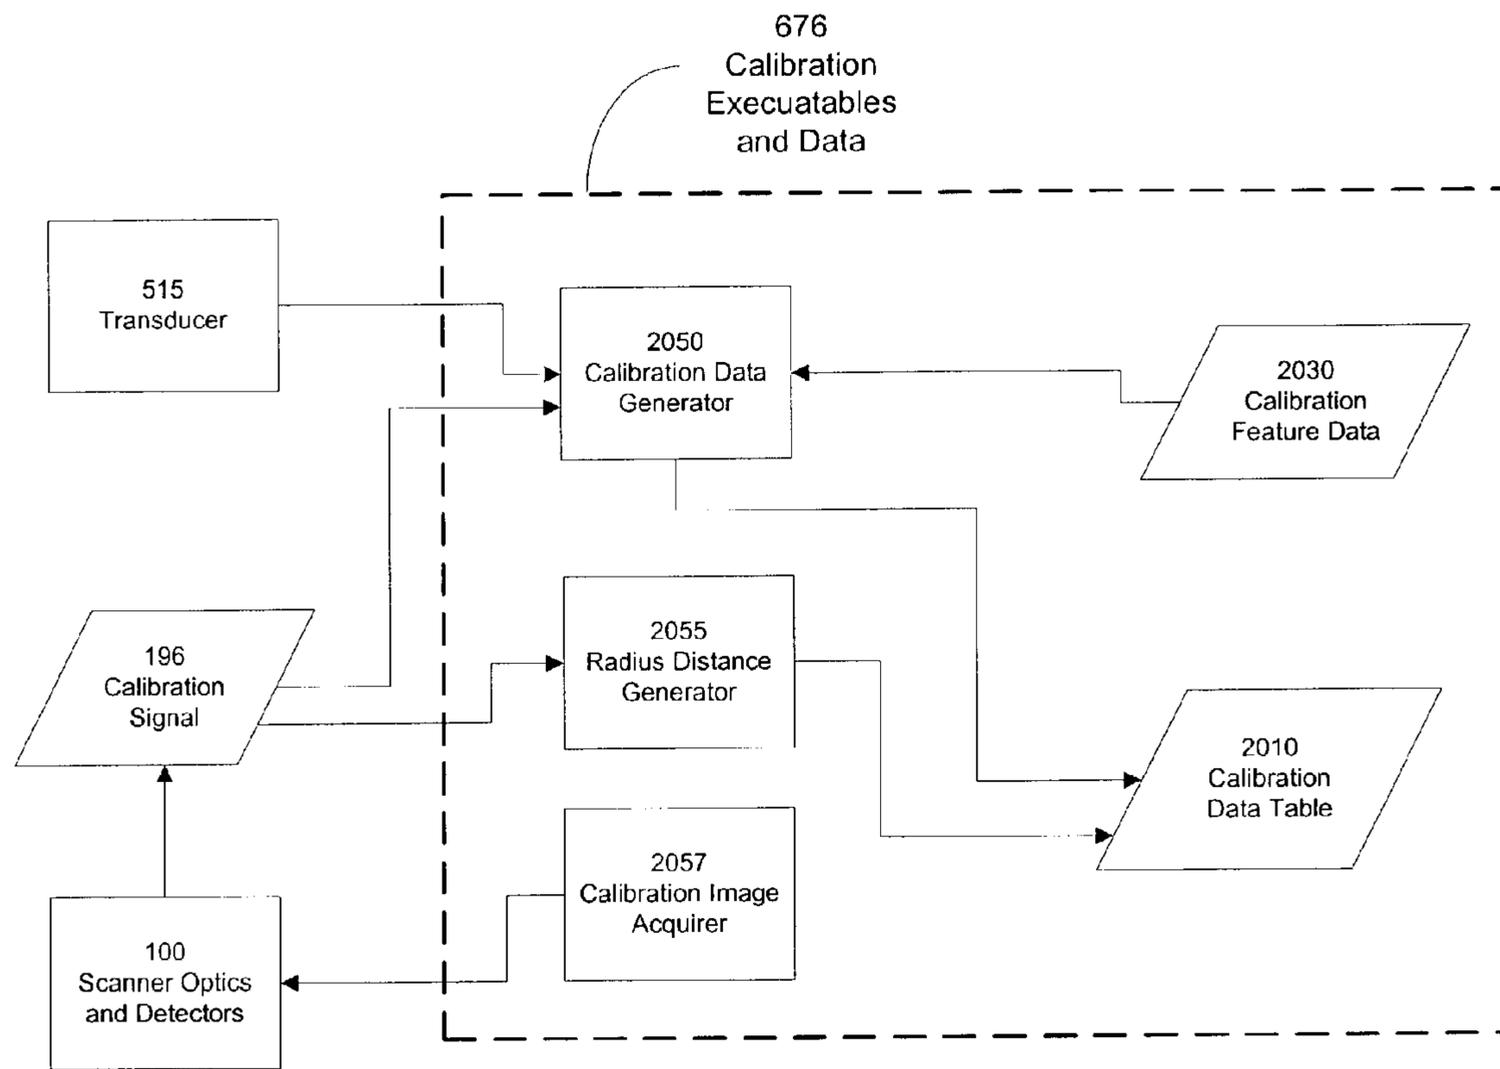 676
Calibration
Execuatables
and Data
515
Transducer
2050
Calibration Data
Generator
2030
Calibration
Feature Data
196
Calibration
Signal
2055
Radius Distance
Generator
2010
Calibration
Data Table
2057
Calibration Image
Acquirer
100
Scanner Optics
and Detectors